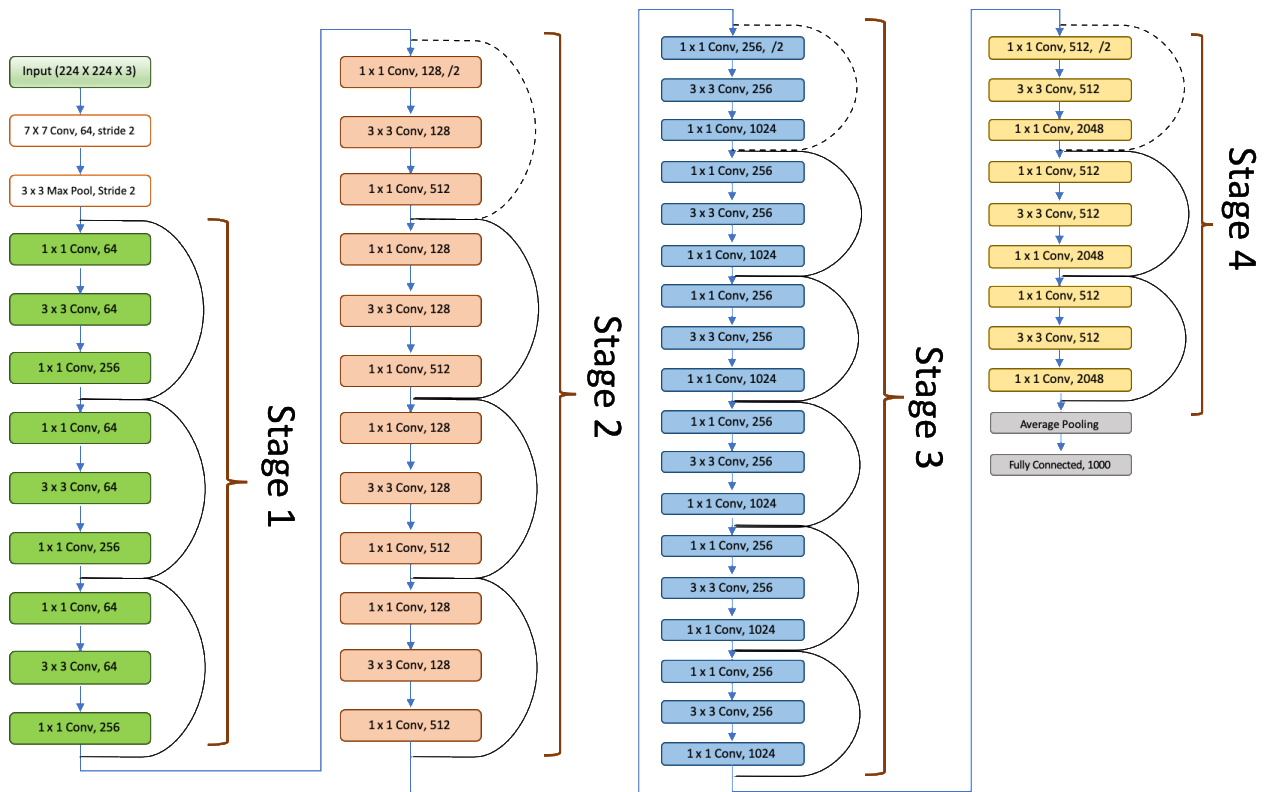 Input (224 X 224 X 3)
7 X 7 Conv, 64, stride 2
3 x 3 Max Pool, Stride 2
1 x 1 Conv, 64
3 x 3 Conv, 64
1 x 1 Conv, 256
1 x 1 Conv, 64
3 x 3 Conv, 64
1 x 1 Conv, 256
1 x 1 Conv, 64
3 x 3 Conv, 64
1 x 1 Conv, 256
Stage 1
1 x 1 Conv, 128, /2
3 x 3 Conv, 128
1 x 1 Conv, 512
1 x 1 Conv, 128
3 x 3 Conv, 128
1 x 1 Conv, 512
1 x 1 Conv, 128
3 x 3 Conv, 128
1 x 1 Conv, 512
1 x 1 Conv, 128
3 x 3 Conv, 128
1 x 1 Conv, 512
Stage 2
1 x 1 Conv, 256, /2
3 x 3 Conv, 256
1 x 1 Conv, 1024
1 x 1 Conv, 256
3 x 3 Conv, 256
1 x 1 Conv, 1024
1 x 1 Conv, 256
3 x 3 Conv, 256
1 x 1 Conv, 1024
1 x 1 Conv, 256
3 x 3 Conv, 256
1 x 1 Conv, 1024
1 x 1 Conv, 256
3 x 3 Conv, 256
1 x 1 Conv, 1024
1 x 1 Conv, 256
3 x 3 Conv, 256
1 x 1 Conv, 1024
Stage 3
1 x 1 Conv, 512, /2
3 x 3 Conv, 512
1 x 1 Conv, 2048
1 x 1 Conv, 512
3 x 3 Conv, 512
1 x 1 Conv, 2048
1 x 1 Conv, 512
3 x 3 Conv, 512
1 x 1 Conv, 2048
Average Pooling
Fully Connected, 1000
Stage 4